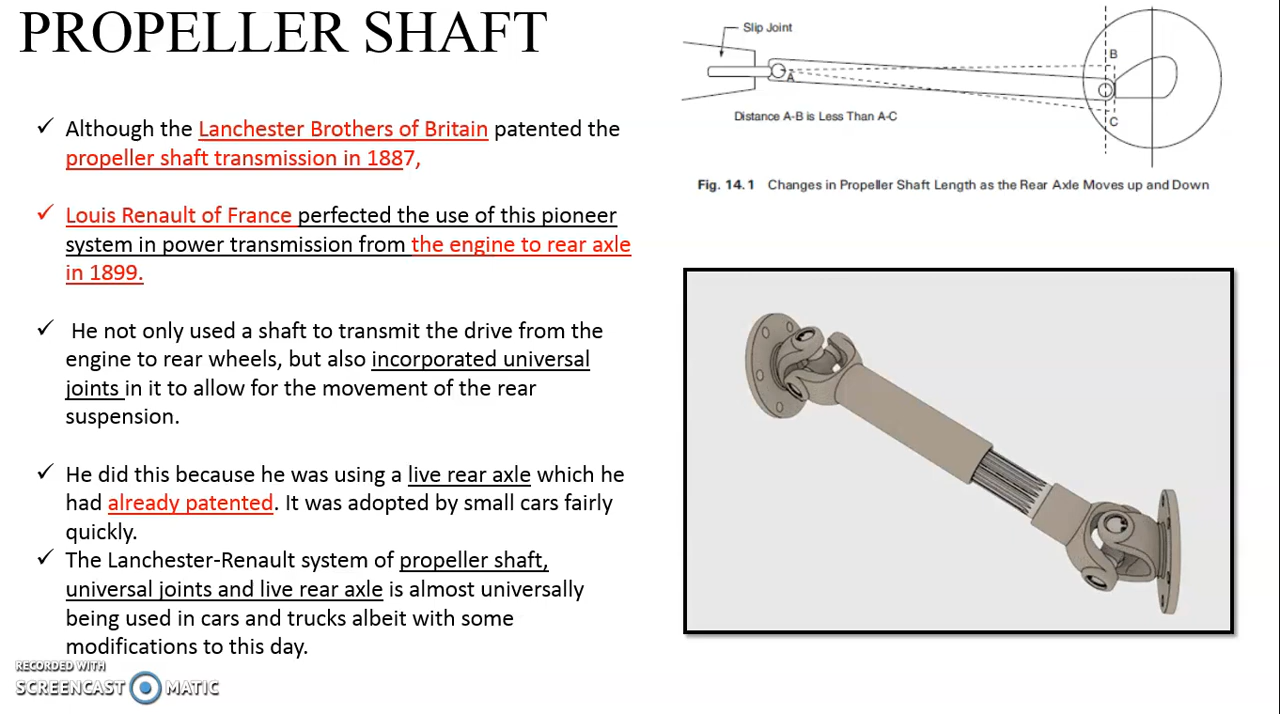 PROPELLER SHAFT
✓ Although the Lanchester Brothers of Britain patented the
propeller shaft transmission in 1887,
✓ Louis Renault of France perfected the use of this pioneer
system in power transmission from the engine to rear axle
in 1899.
✓ He not only used a shaft to transmit the drive from the
engine to rear wheels, but also incorporated universal
joints in it to allow for the movement of the rear
suspension.
✓ He did this because he was using a live rear axle which he
had already patented. It was adopted by small cars fairly
quickly.
✓ The Lanchester-Renault system of propeller shaft,
universal joints and live rear axle is almost universally
being used in cars and trucks albeit with some
modifications to this day.
RECORDED WITH
SCREENCAST MATIC
Slip Joint
A
B
C
Distance A-B is Less Than A-C
Fig. 14.1 Changes in Propeller Shaft Length as the Rear Axle Moves up and Down